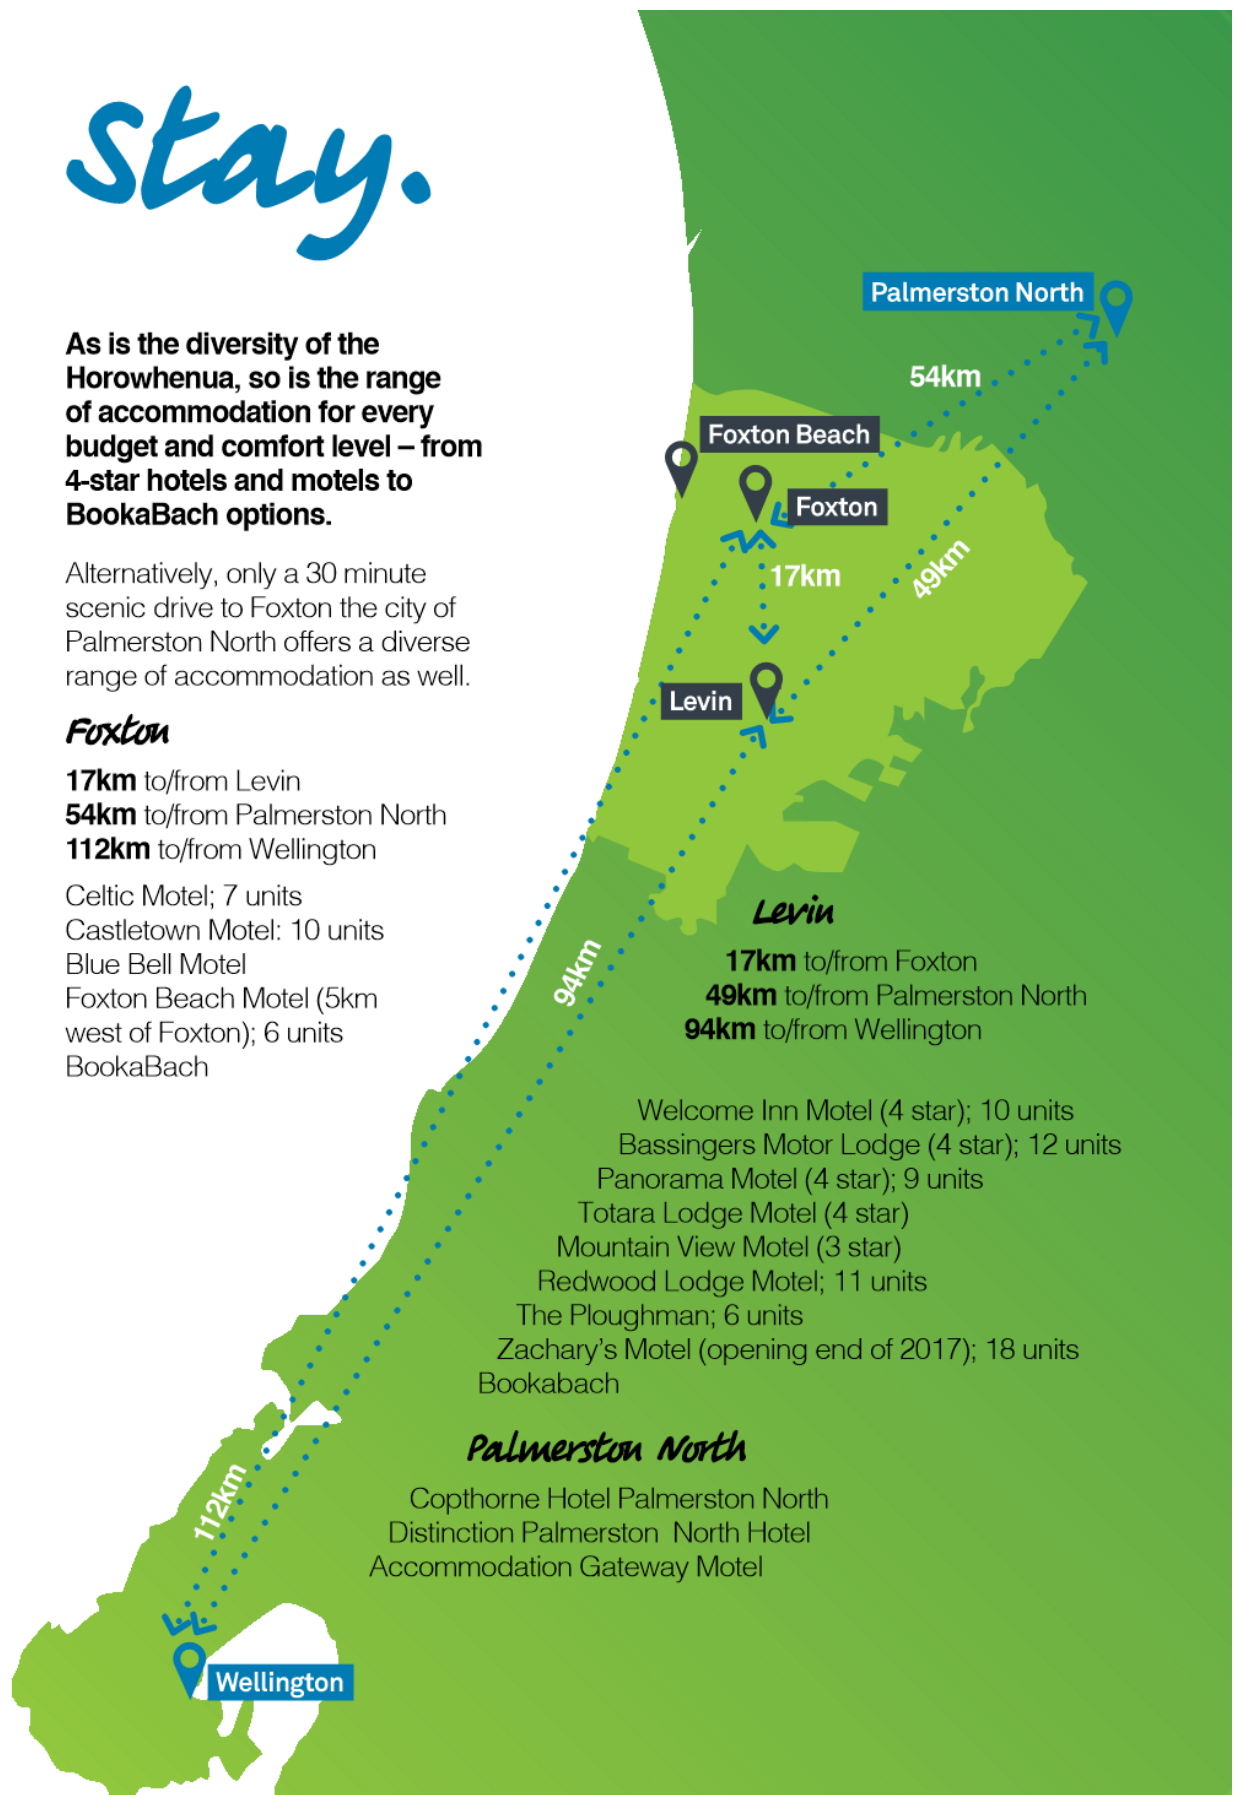 stay.
As is the diversity of the
Horowhenua, so is the range
of accommodation for every
budget and comfort level – from
4-star hotels and motels to
BookaBach options.
Alternatively, only a 30 minute
scenic drive to Foxton the city of
Palmerston North offers a diverse
range of accommodation as well.
Foxton
17km to/from Levin
54km to/from Palmerston North
112km to/from Wellington
Celtic Motel; 7 units
Castletown Motel: 10 units
Blue Bell Motel
Foxton Beach Motel (5km
west of Foxton); 6 units
BookaBach
Palmerston North
54km
Foxton Beach
Foxton
17km
49km
Levin
94km
112km
Wellington
Levin
17km to/from Foxton
49km to/from Palmerston North
94km to/from Wellington
Welcome Inn Motel (4 star); 10 units
Bassingers Motor Lodge (4 star); 12 units
Panorama Motel (4 star); 9 units
Totara Lodge Motel (4 star)
Mountain View Motel (3 star)
Redwood Lodge Motel; 11 units
The Ploughman; 6 units
Zachary's Motel (opening end of 2017); 18 units
Bookabach
Palmerston North
Copthorne Hotel Palmerston North
Distinction Palmerston North Hotel
Accommodation Gateway Motel